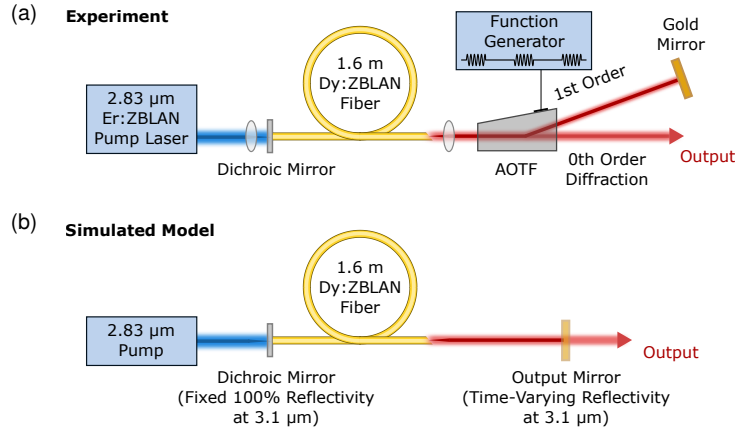 (a)
Experiment
2.83 µm
Er:ZBLAN
Pump Laser
Dichroic Mirror
1.6 m
Dy:ZBLAN
Fiber
Function
Generator
1st Order
Gold
Mirror
AOTF
0th Order
Diffraction
Output
(b)
Simulated Model
2.83 µm
Pump
1.6 m
Dy:ZBLAN
Fiber
Dichroic Mirror
(Fixed 100% Reflectivity
at 3.1 µm)
Output Mirror
(Time-Varying Reflectivity
at 3.1 µm)
Output